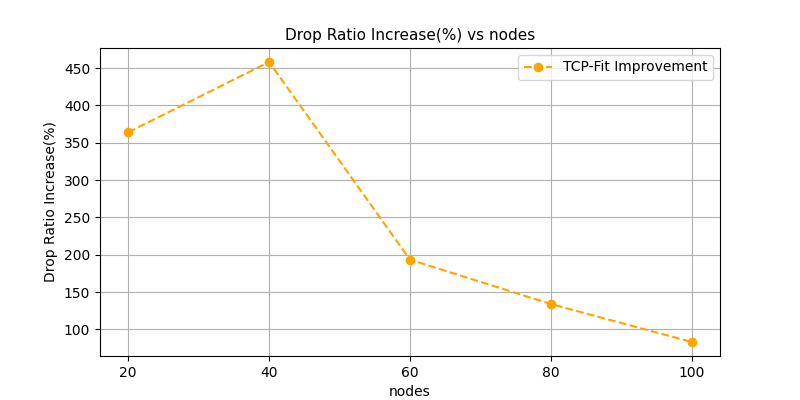 Drop Ratio Increase(%) vs nodes
TCP-Fit Improvement
Drop Ratio Increase(%)
450
400
350
300
250
200
150
100
20 40 60 80 100
nodes